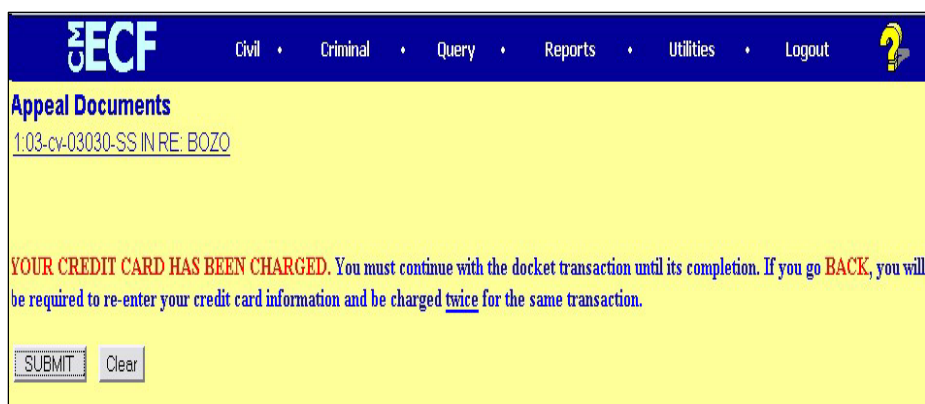 CM ECF Civil • Criminal • Query • Reports • Utilities • Logout ?
Appeal Documents
1:03-cv-03030-SS IN RE: BOZO
YOUR CREDIT CARD HAS BEEN CHARGED. You must continue with the docket transaction until its completion. If you go BACK, you will
be required to re-enter your credit card information and be charged twice for the same transaction.
SUBMIT Clear